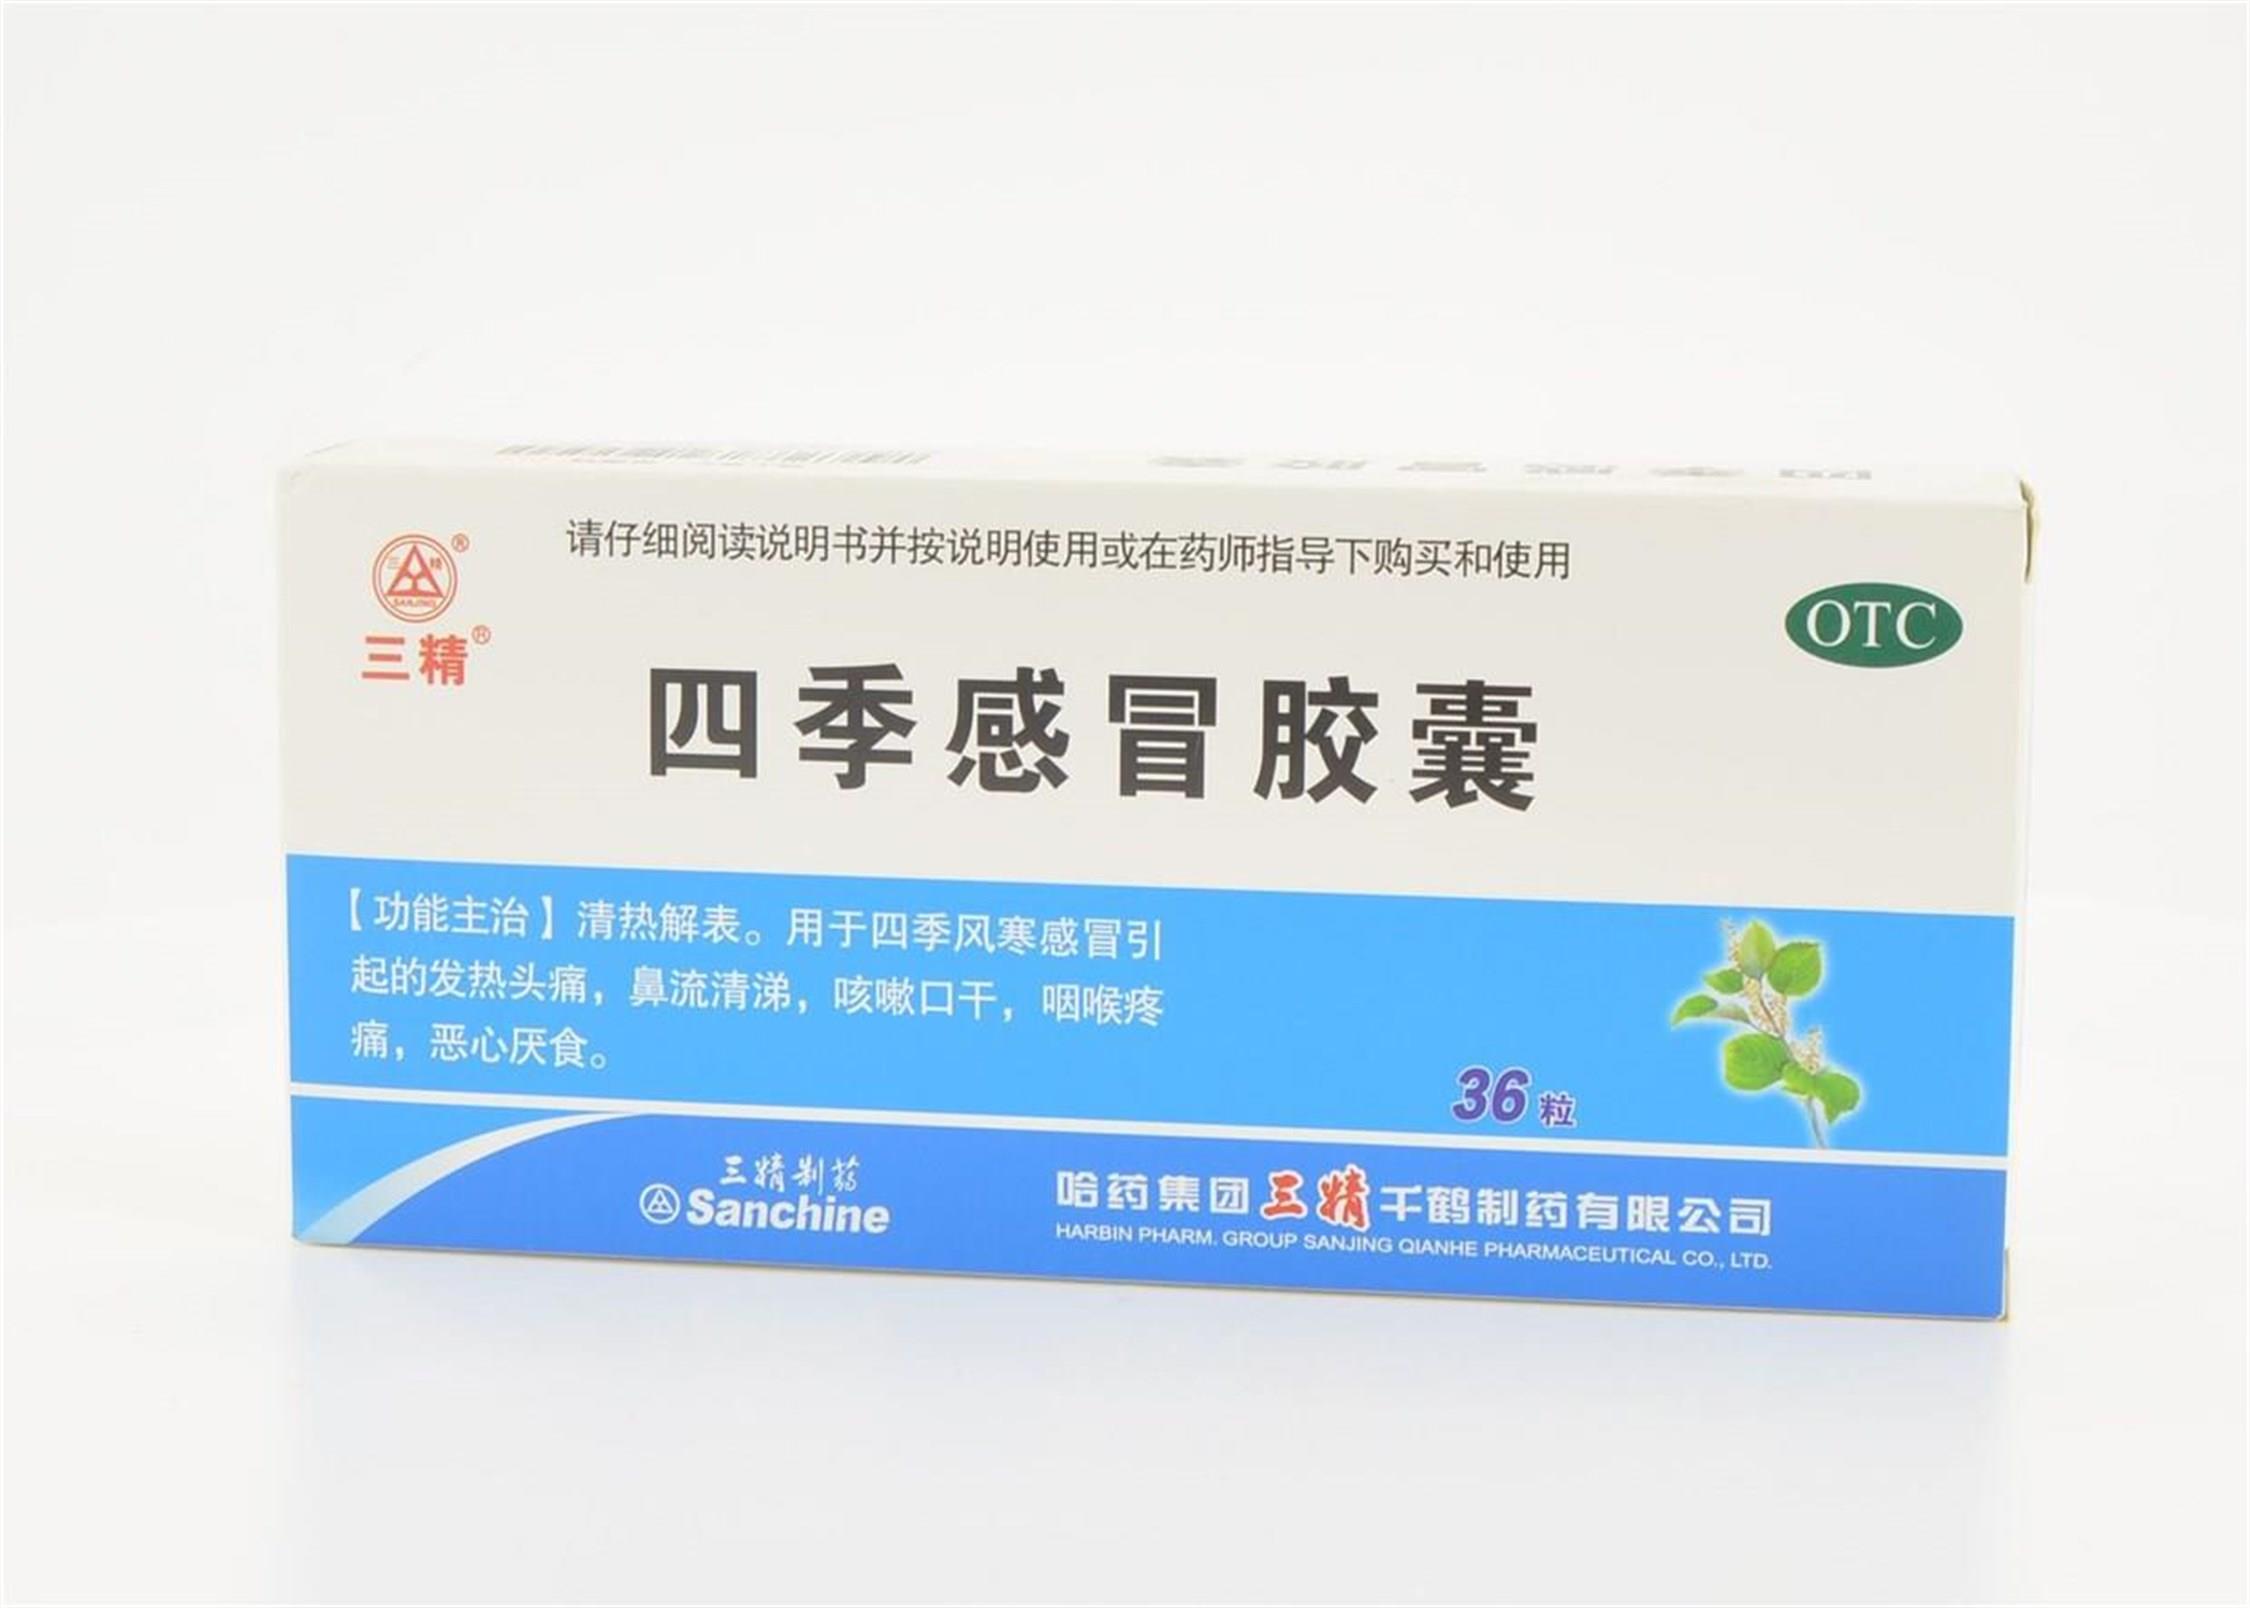 请仔细阅读说明书并按说明使用或在药师指导下购买和使用
三 精
SANJING
®
三精®
OTC
四季感冒胶囊
【功能主治】清热解表。用于四季风寒感冒引
起的发热头痛，鼻流清涕，咳嗽口干，咽喉疼
痛，恶心厌食。
36粒
三精制药
Sanchine
哈药集团三精千鹤制药有限公司
HARBIN PHARM. GROUP SANJING QIANHE PHARMACEUTICAL CO., LTD.